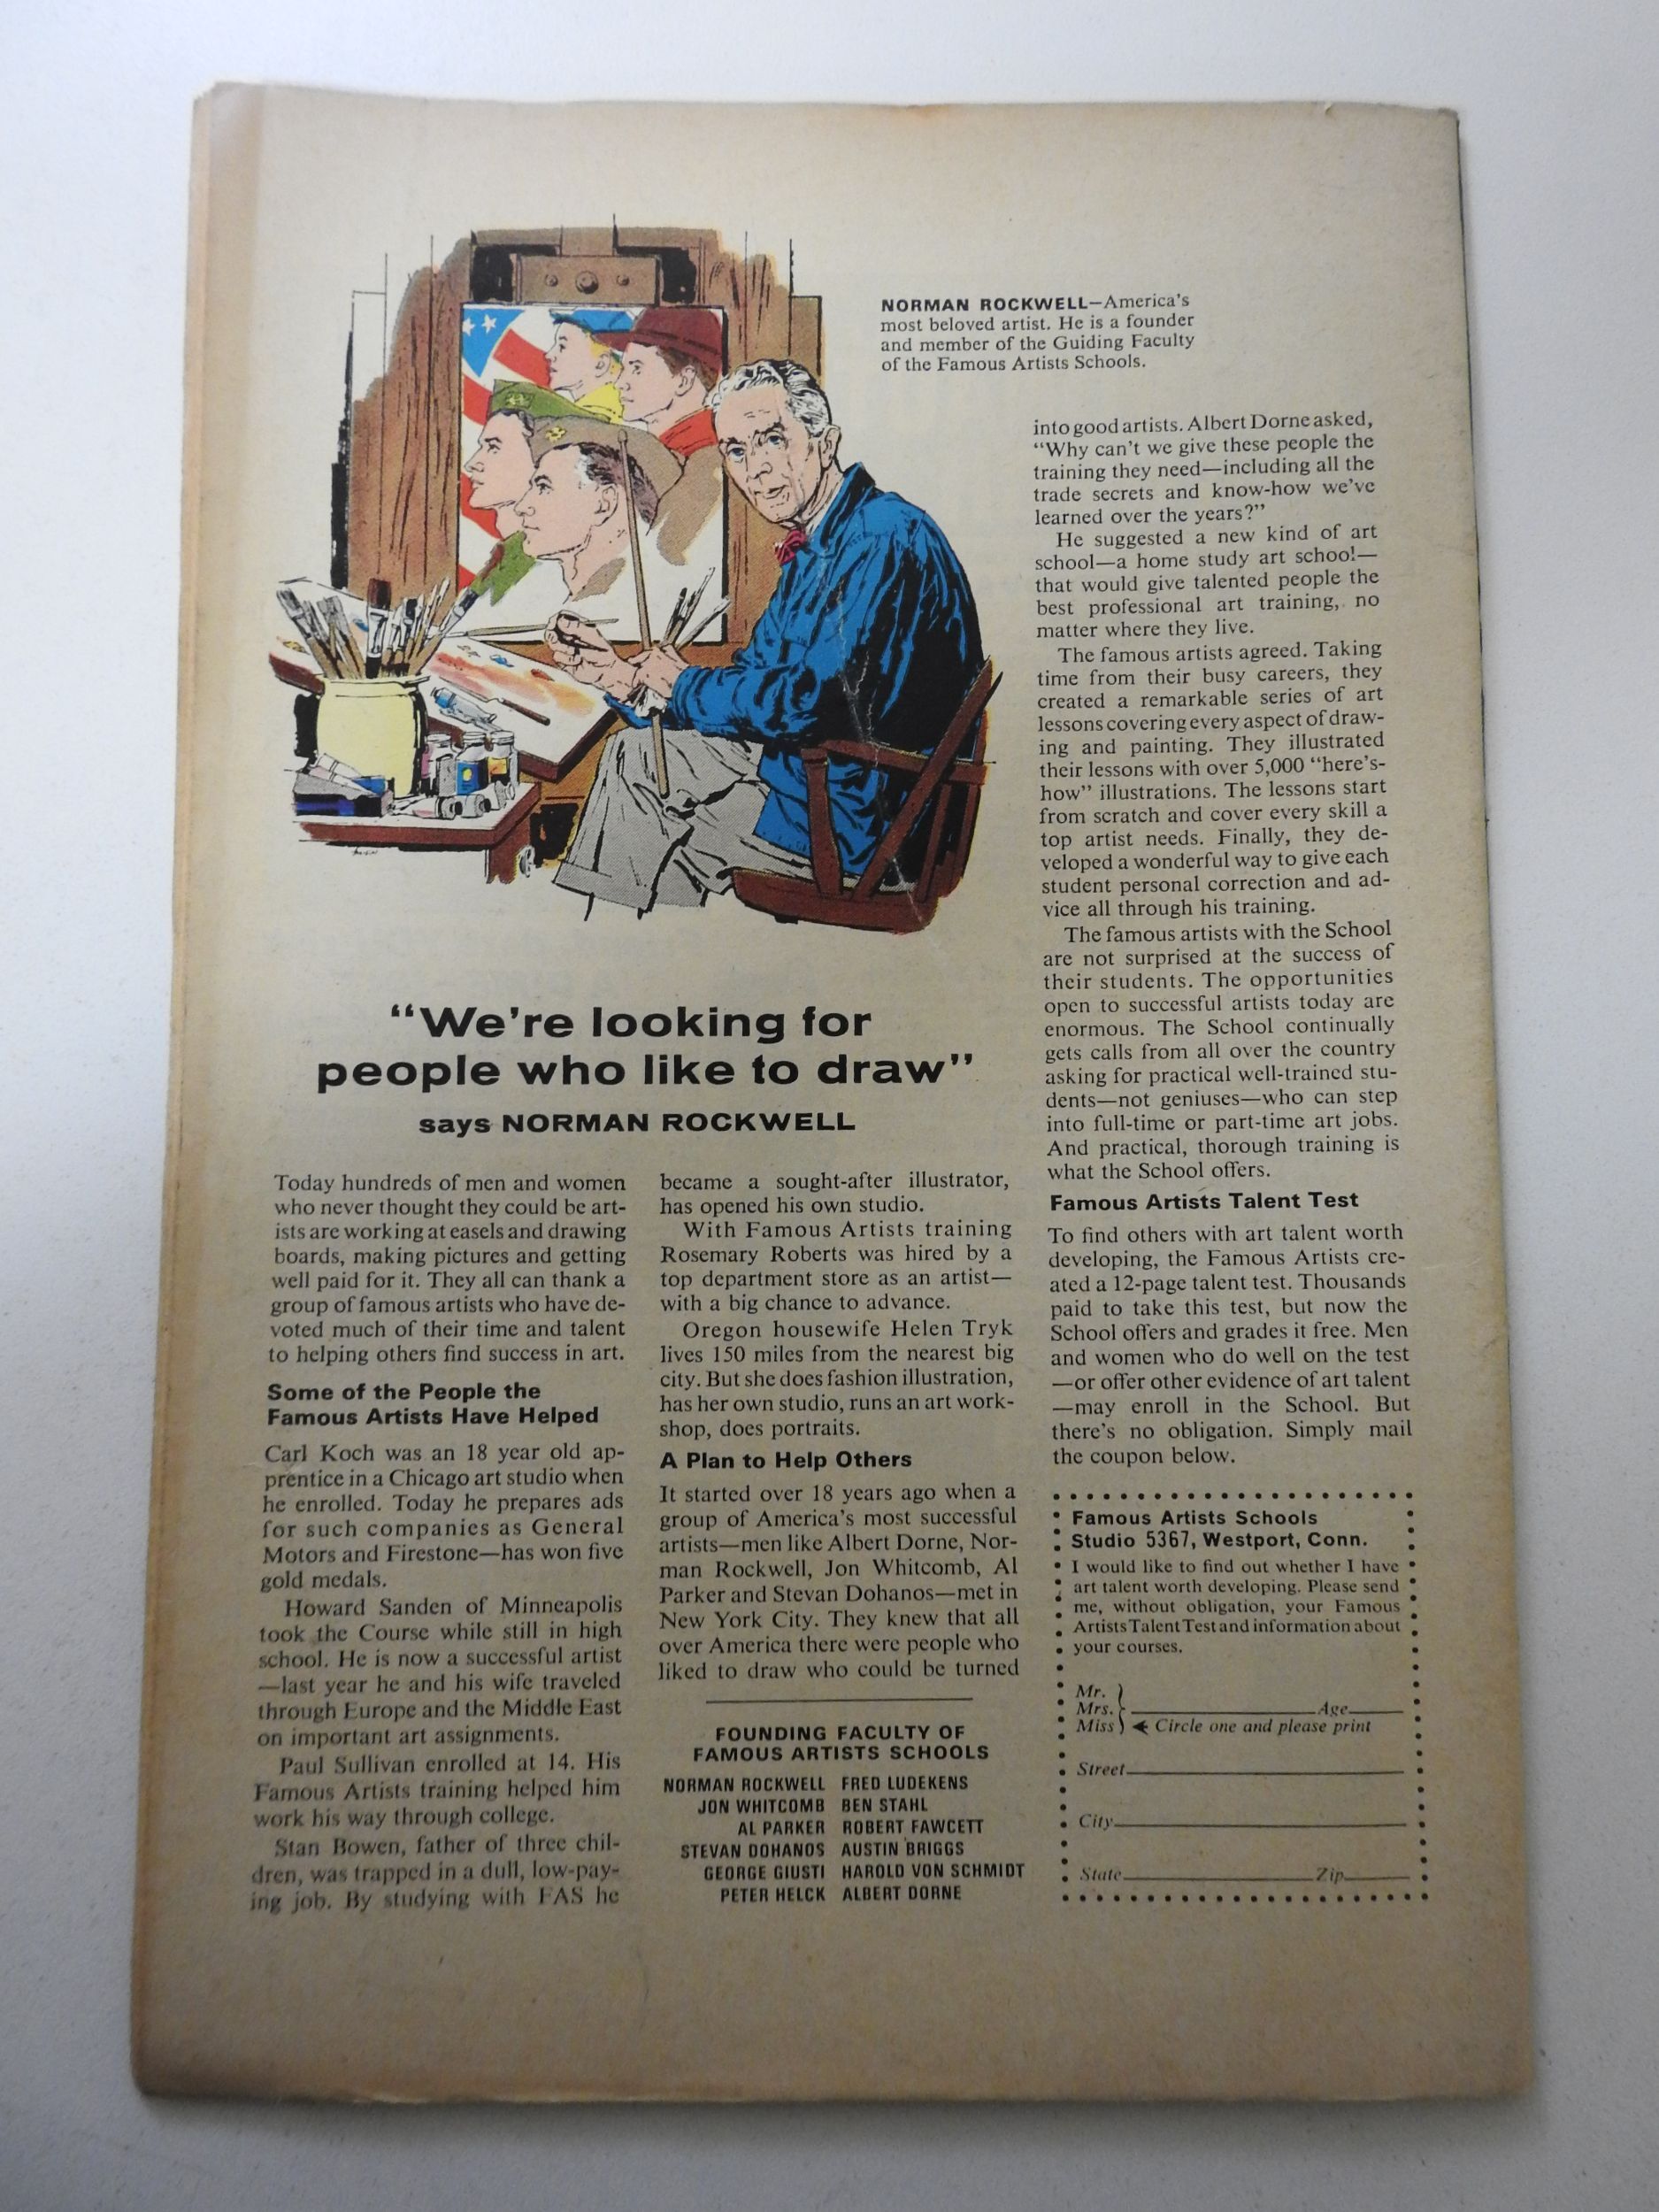 NORMAN ROCKWELL—America's
most beloved artist. He is a founder
and member of the Guiding Faculty
of the Famous Artists Schools.
"We're looking for
people who like to draw"
says NORMAN ROCKWELL
Today hundreds of men and women
who never thought they could be art-
ists are working at easels and drawing
boards, making pictures and getting
well paid for it. They all can thank a
group of famous artists who have de-
voted much of their time and talent
to helping others find success in art.
Some of the People the
Famous Artists Have Helped
Carl Koch was an 18 year old ap-
prentice in a Chicago art studio when
he enrolled. Today he prepares ads
for such companies as General
Motors and Firestone—has won five
gold medals.
Howard Sanden of Minneapolis
took the Course while still in high
school. He is now a successful artist
—last year he and his wife traveled
through Europe and the Middle East
on important art assignments.
Paul Sullivan enrolled at 14. His
Famous Artists training helped him
work his way through college.
Stan Bowen, father of three chil-
dren, was trapped in a dull, low-pay-
ing job. By studying with FAS he
became a sought-after illustrator,
has opened his own studio.
With Famous Artists training
Rosemary Roberts was hired by a
top department store as an artist—
with a big chance to advance.
Oregon housewife Helen Tryk
lives 150 miles from the nearest big
city. But she does fashion illustration,
has her own studio, runs an art work-
shop, does portraits.
A Plan to Help Others
It started over 18 years ago when a
group of America's most successful
artists—men like Albert Dorne, Nor-
man Rockwell, Jon Whitcomb, Al
Parker and Stevan Dohanos—met in
New York City. They knew that all
over America there were people who
liked to draw who could be turned
into good artists. Albert Dorne asked,
"Why can't we give these people the
training they need—including all the
trade secrets and know-how we've
learned over the years?"
He suggested a new kind of art
school—a home study art school—
that would give talented people the
best professional art training, no
matter where they live.
The famous artists agreed. Taking
time from their busy careers, they
created a remarkable series of art
lessons covering every aspect of draw-
ing and painting. They illustrated
their lessons with over 5,000 "here's-
how" illustrations. The lessons start
from scratch and cover every skill a
top artist needs. Finally, they de-
veloped a wonderful way to give each
student personal correction and ad-
vice all through his training.
The famous artists with the School
are not surprised at the success of
their students. The opportunities
open to successful artists today are
enormous. The School continually
gets calls from all over the country
asking for practical well-trained stu-
dents—not geniuses—who can step
into full-time or part-time art jobs.
And practical, thorough training is
what the School offers.
Famous Artists Talent Test
To find others with art talent worth
developing, the Famous Artists cre-
ated a 12-page talent test. Thousands
paid to take this test, but now the
School offers and grades it free. Men
and women who do well on the test
—or offer other evidence of art talent
—may enroll in the School. But
there's no obligation. Simply mail
the coupon below.
FOUNDING FACULTY OF
FAMOUS ARTISTS SCHOOLS
NORMAN ROCKWELL FRED LUDEKENS
JON WHITCOMB BEN STAHL
AL PARKER ROBERT FAWCETT
STEVAN DOHANOS AUSTIN BRIGGS
GEORGE GIUSTI HAROLD VON SCHMIDT
PETER HELCK ALBERT DORNE
Famous Artists Schools
Studio 5367, Westport, Conn.
I would like to find out whether I have
art talent worth developing. Please send
me, without obligation, your Famous
Artists Talent Test and information about
your courses.
Mr.
Mrs. Age
Miss Circle one and please print
Street
City
State Zip